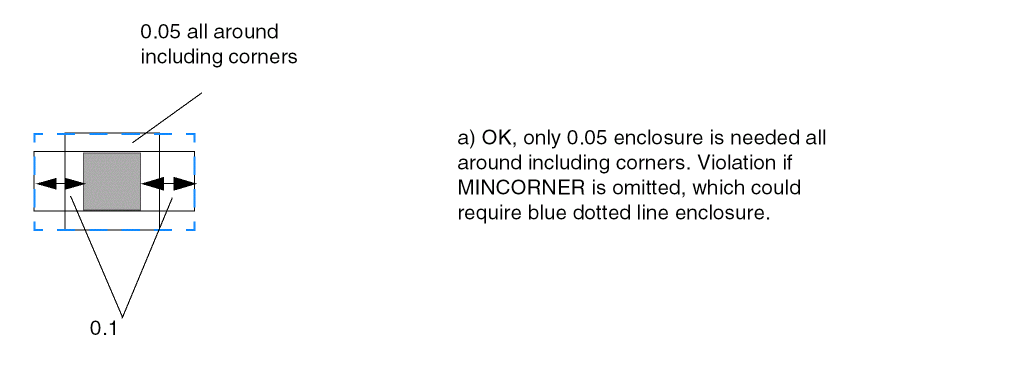 0.05 all around
including corners
a) OK, only 0.05 enclosure is needed all
around including corners. Violation if
MINCORNER is omitted, which could
require blue dotted line enclosure.
0.1